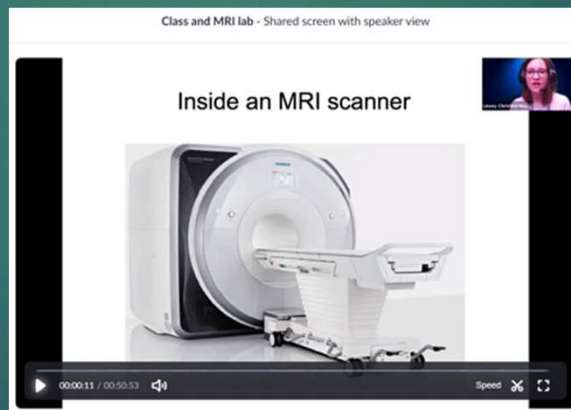 Class and MRI lab - Shared screen with speaker view
Inside an MRI scanner
SIEMENS
00:00:11 / 00:50:53
Speed